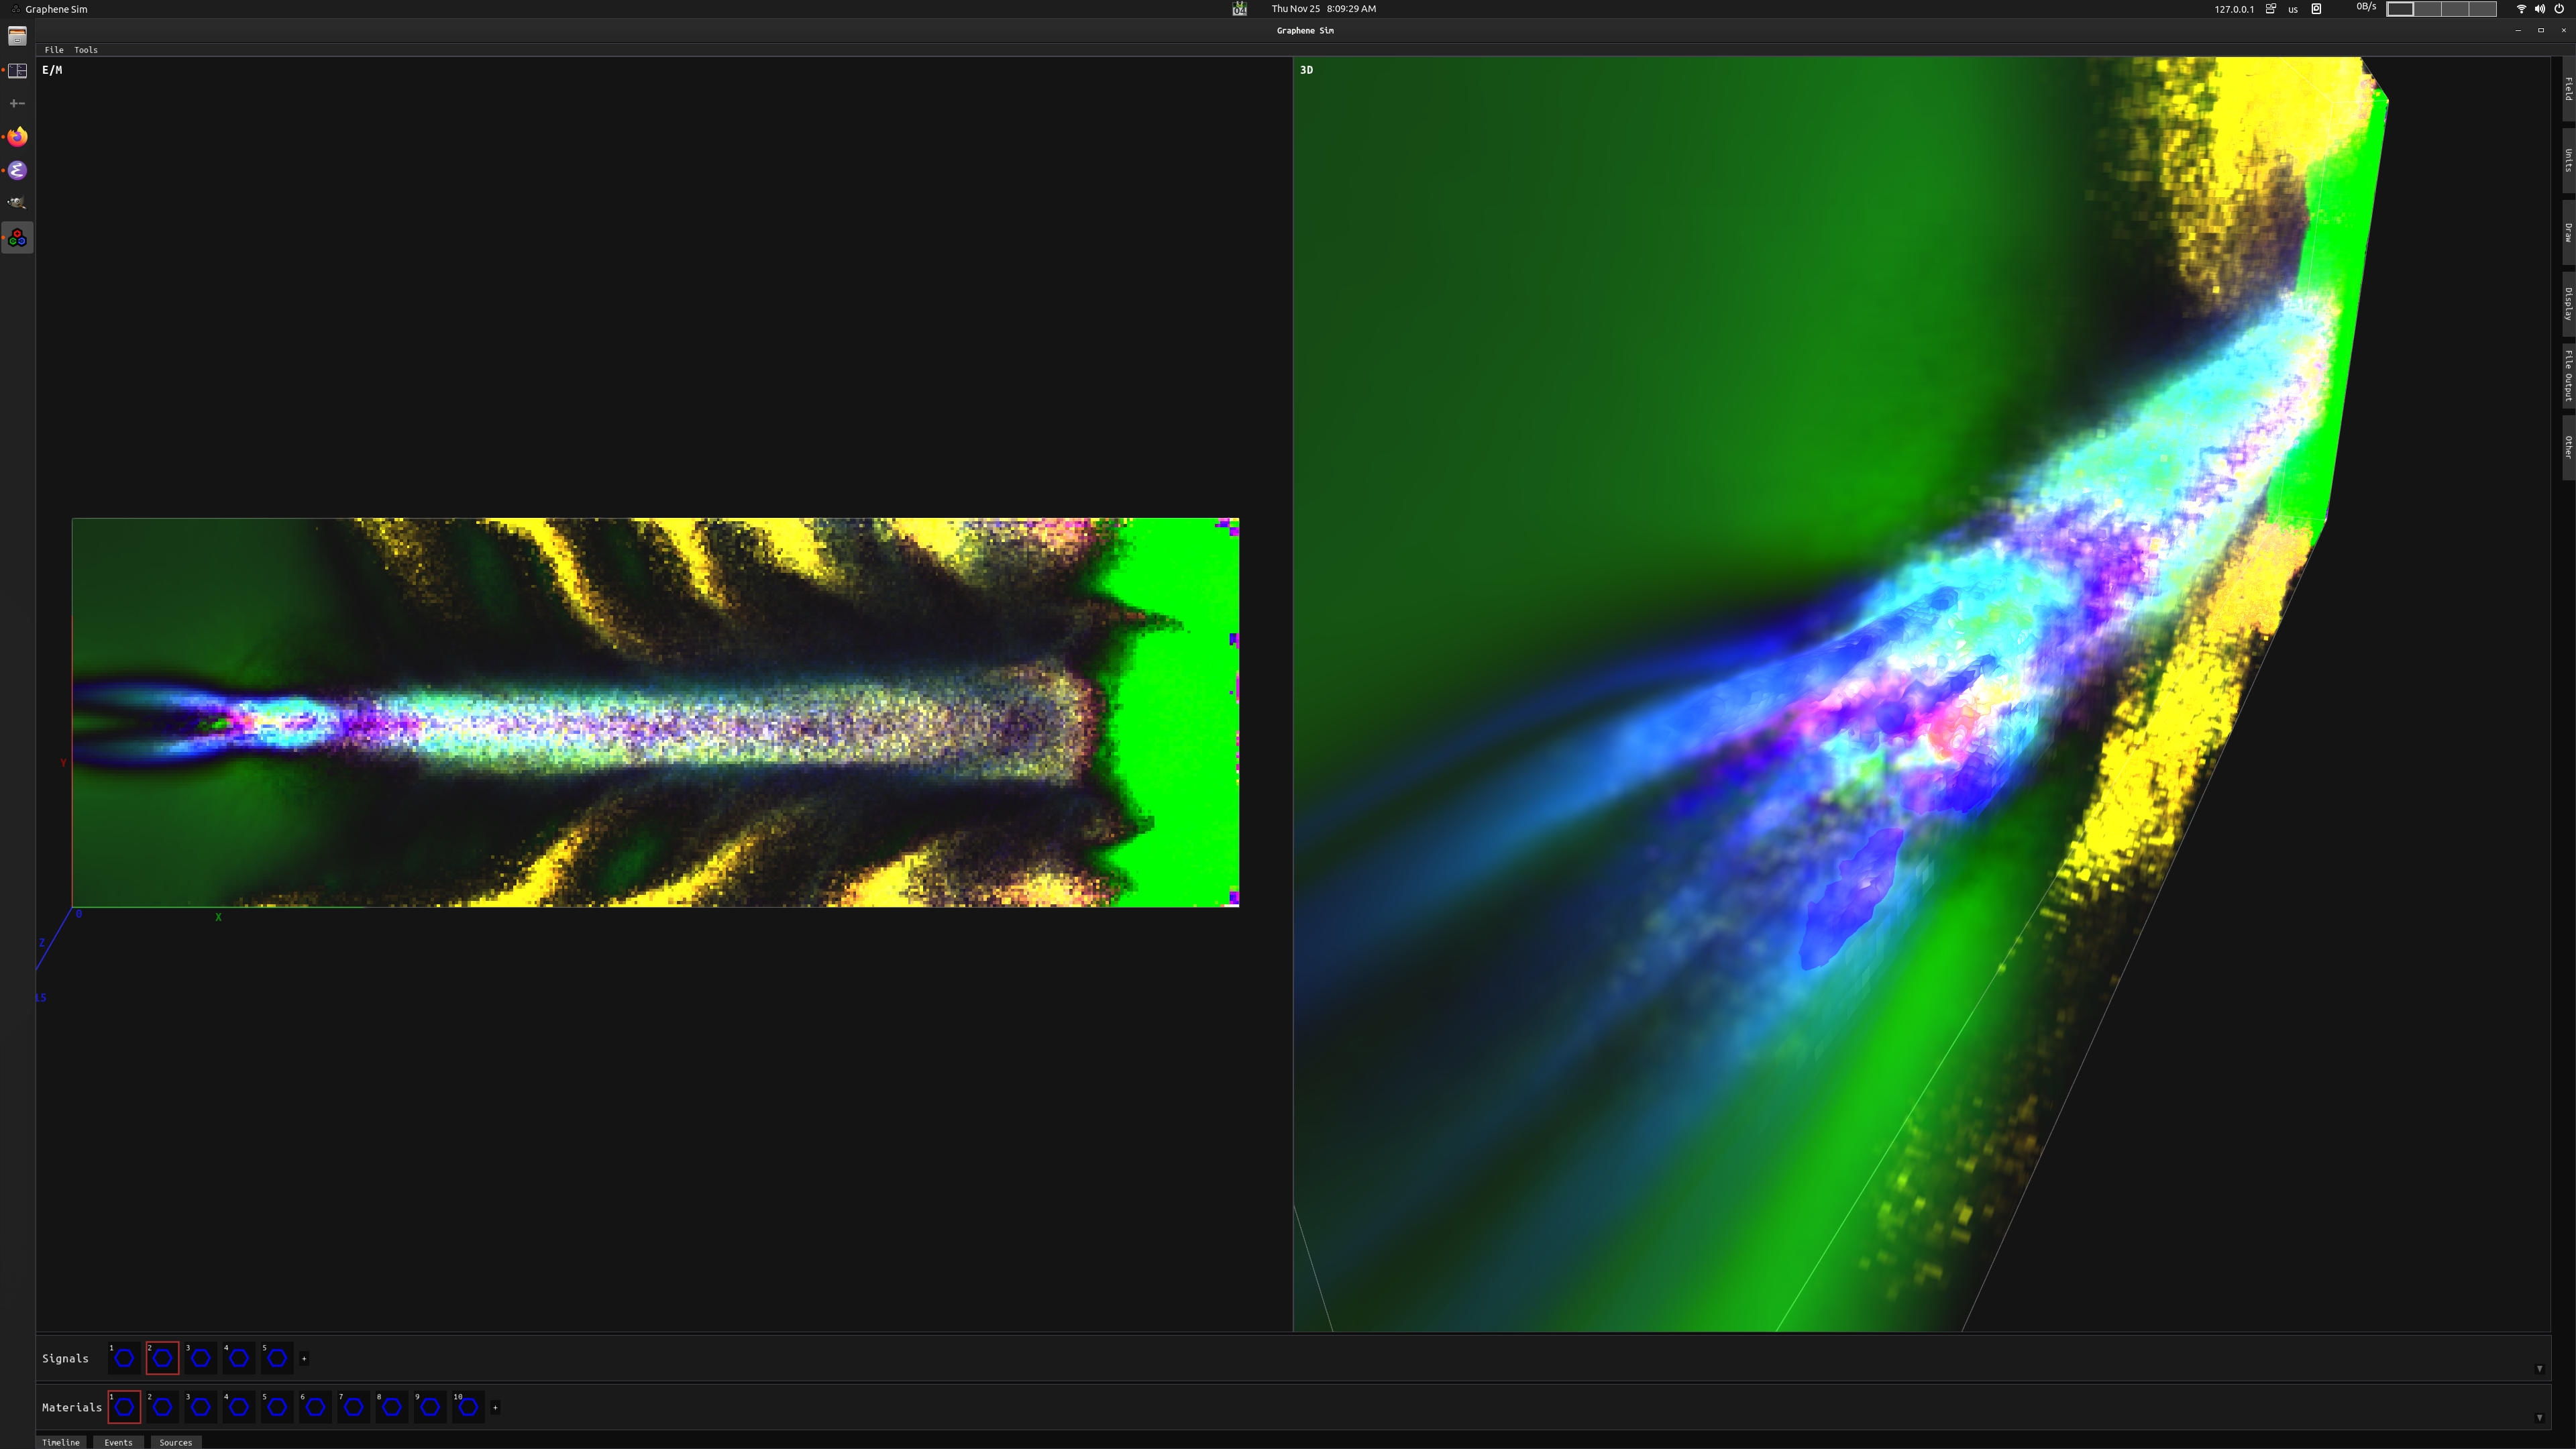 Graphene Sim
04
Thu Nov 25 8:09:29 AM
127.0.0.1
us
0B/s
Graphene Sim
File Tools
E/M
3D
Field
Units
Draw
Display
File Output
Other
y
0
X
Z
15
Signals 1 2 3 4 5 +
Materials 1 2 3 4 5 6 7 8 9 10 +
Timeline Events Sources